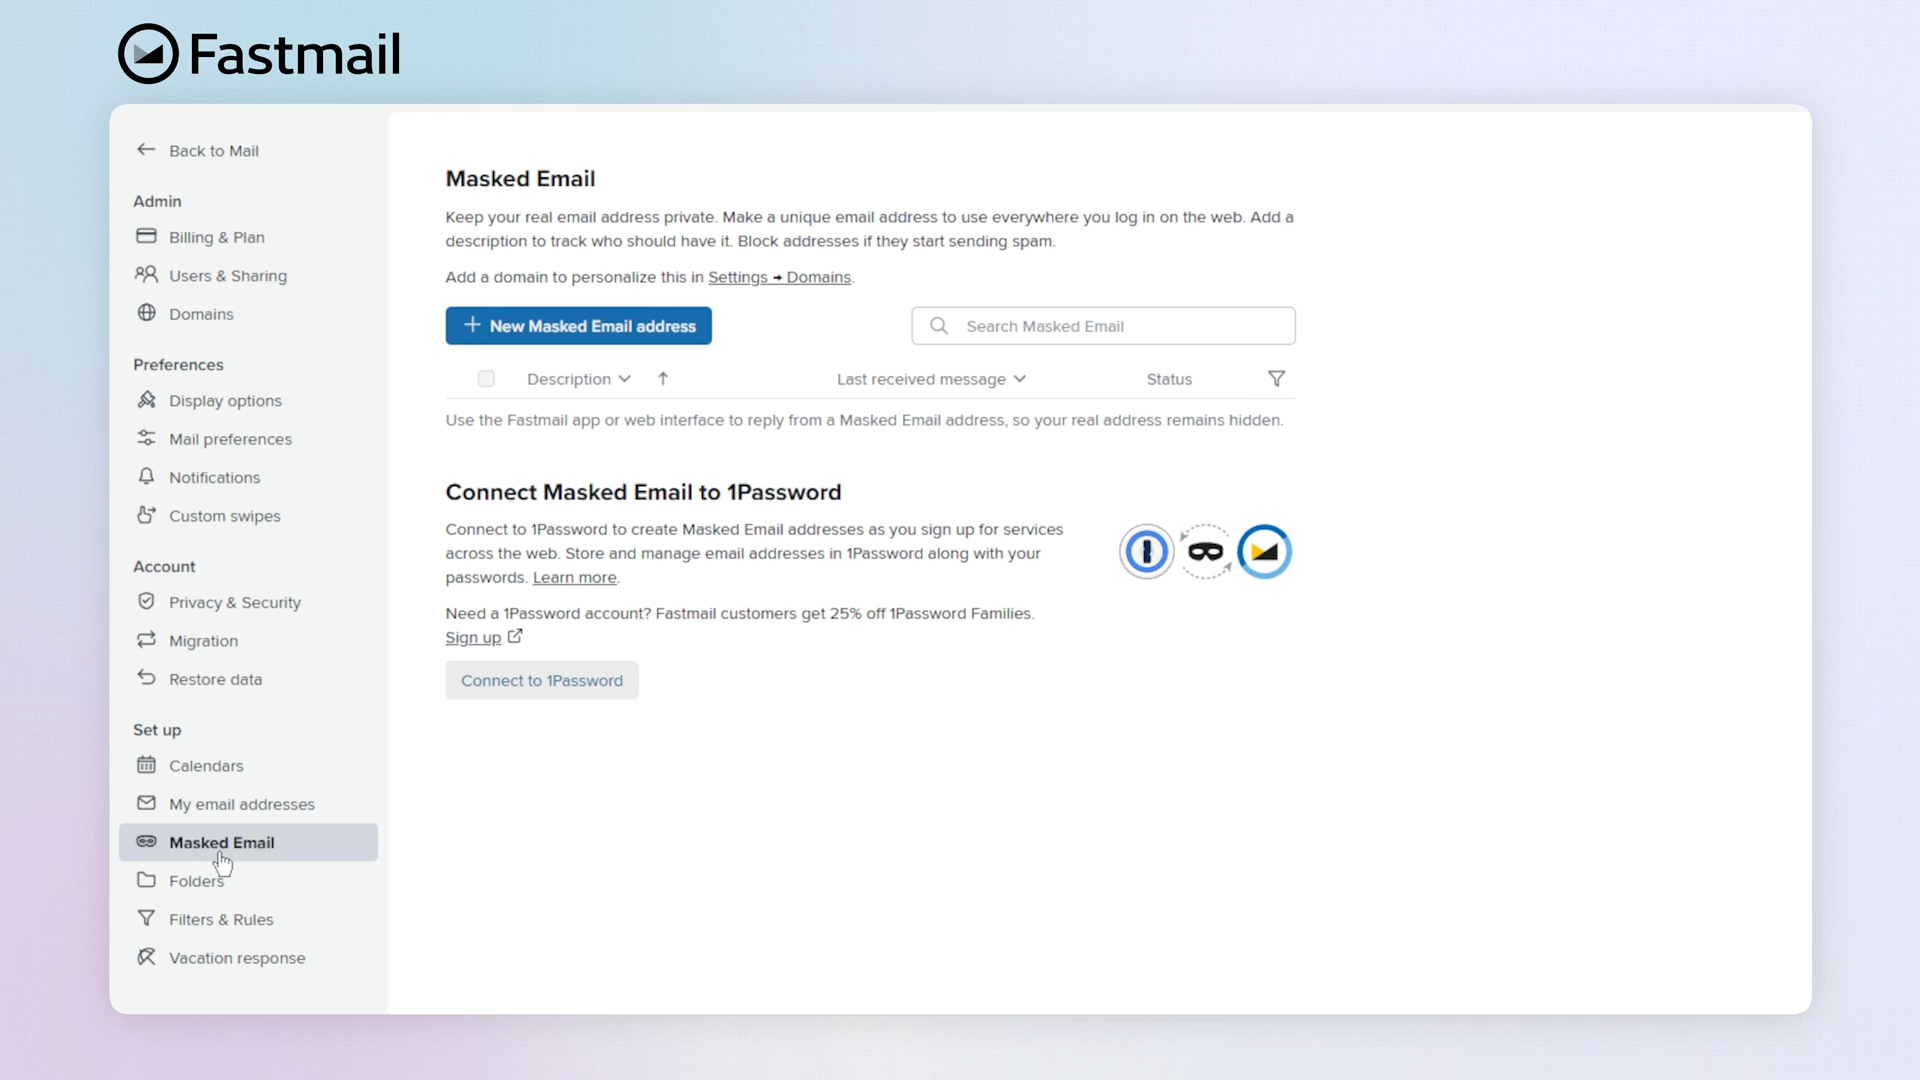 Fastmail
Back to Mail
Admin
Billing & Plan
Users & Sharing
Domains
Preferences
Display options
Mail preferences
Notifications
Custom swipes
Account
Privacy & Security
Migration
Restore data
Set up
Calendars
My email addresses
Masked Email
Folders
Filters & Rules
Vacation response
Masked Email
Keep your real email address private. Make a unique email address to use everywhere you log in on the web. Add a
description to track who should have it. Block addresses if they start sending spam.
Add a domain to personalize this in Settings → Domains.
+ New Masked Email address
Search Masked Email
Description ↑ Last received message Status
Use the Fastmail app or web interface to reply from a Masked Email address, so your real address remains hidden.
Connect Masked Email to 1Password
Connect to 1Password to create Masked Email addresses as you sign up for services
across the web. Store and manage email addresses in 1Password along with your
passwords. Learn more.
Need a 1Password account? Fastmail customers get 25% off 1Password Families.
Sign up
Connect to 1Password